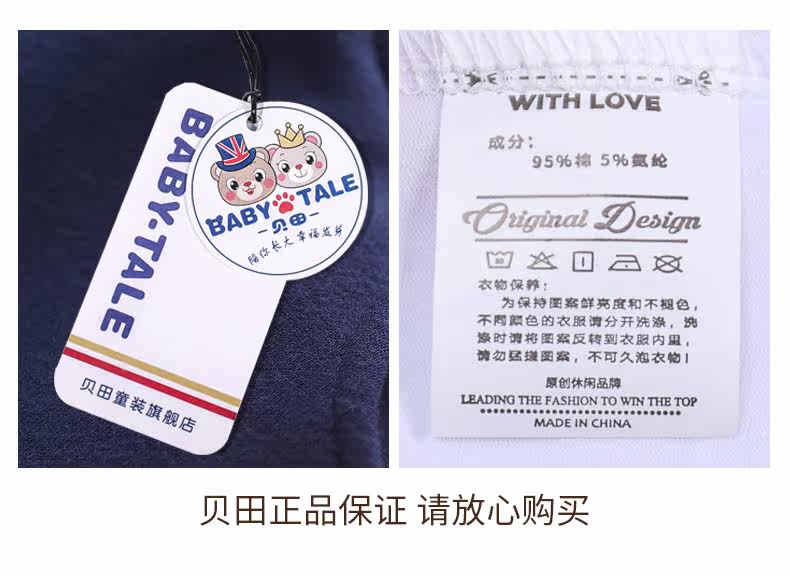 BABY·TALE
贝田童装旗舰店
BABY TALE
贝田
陪你长大 幸福成多
WITH LOVE
成分:
95%棉 5%氨纶
Original Design
衣物保养:
为保持图案鲜亮度和不褪色,
不同颜色的衣服请分开洗涤,洗
涤时请将图案反转到衣服内里,
请勿猛搓图案,不可久泡衣物!
原创休闲品牌
LEADING THE FASHION TO WIN THE TOP
MADE IN CHINA
贝田正品保证 请放心购买